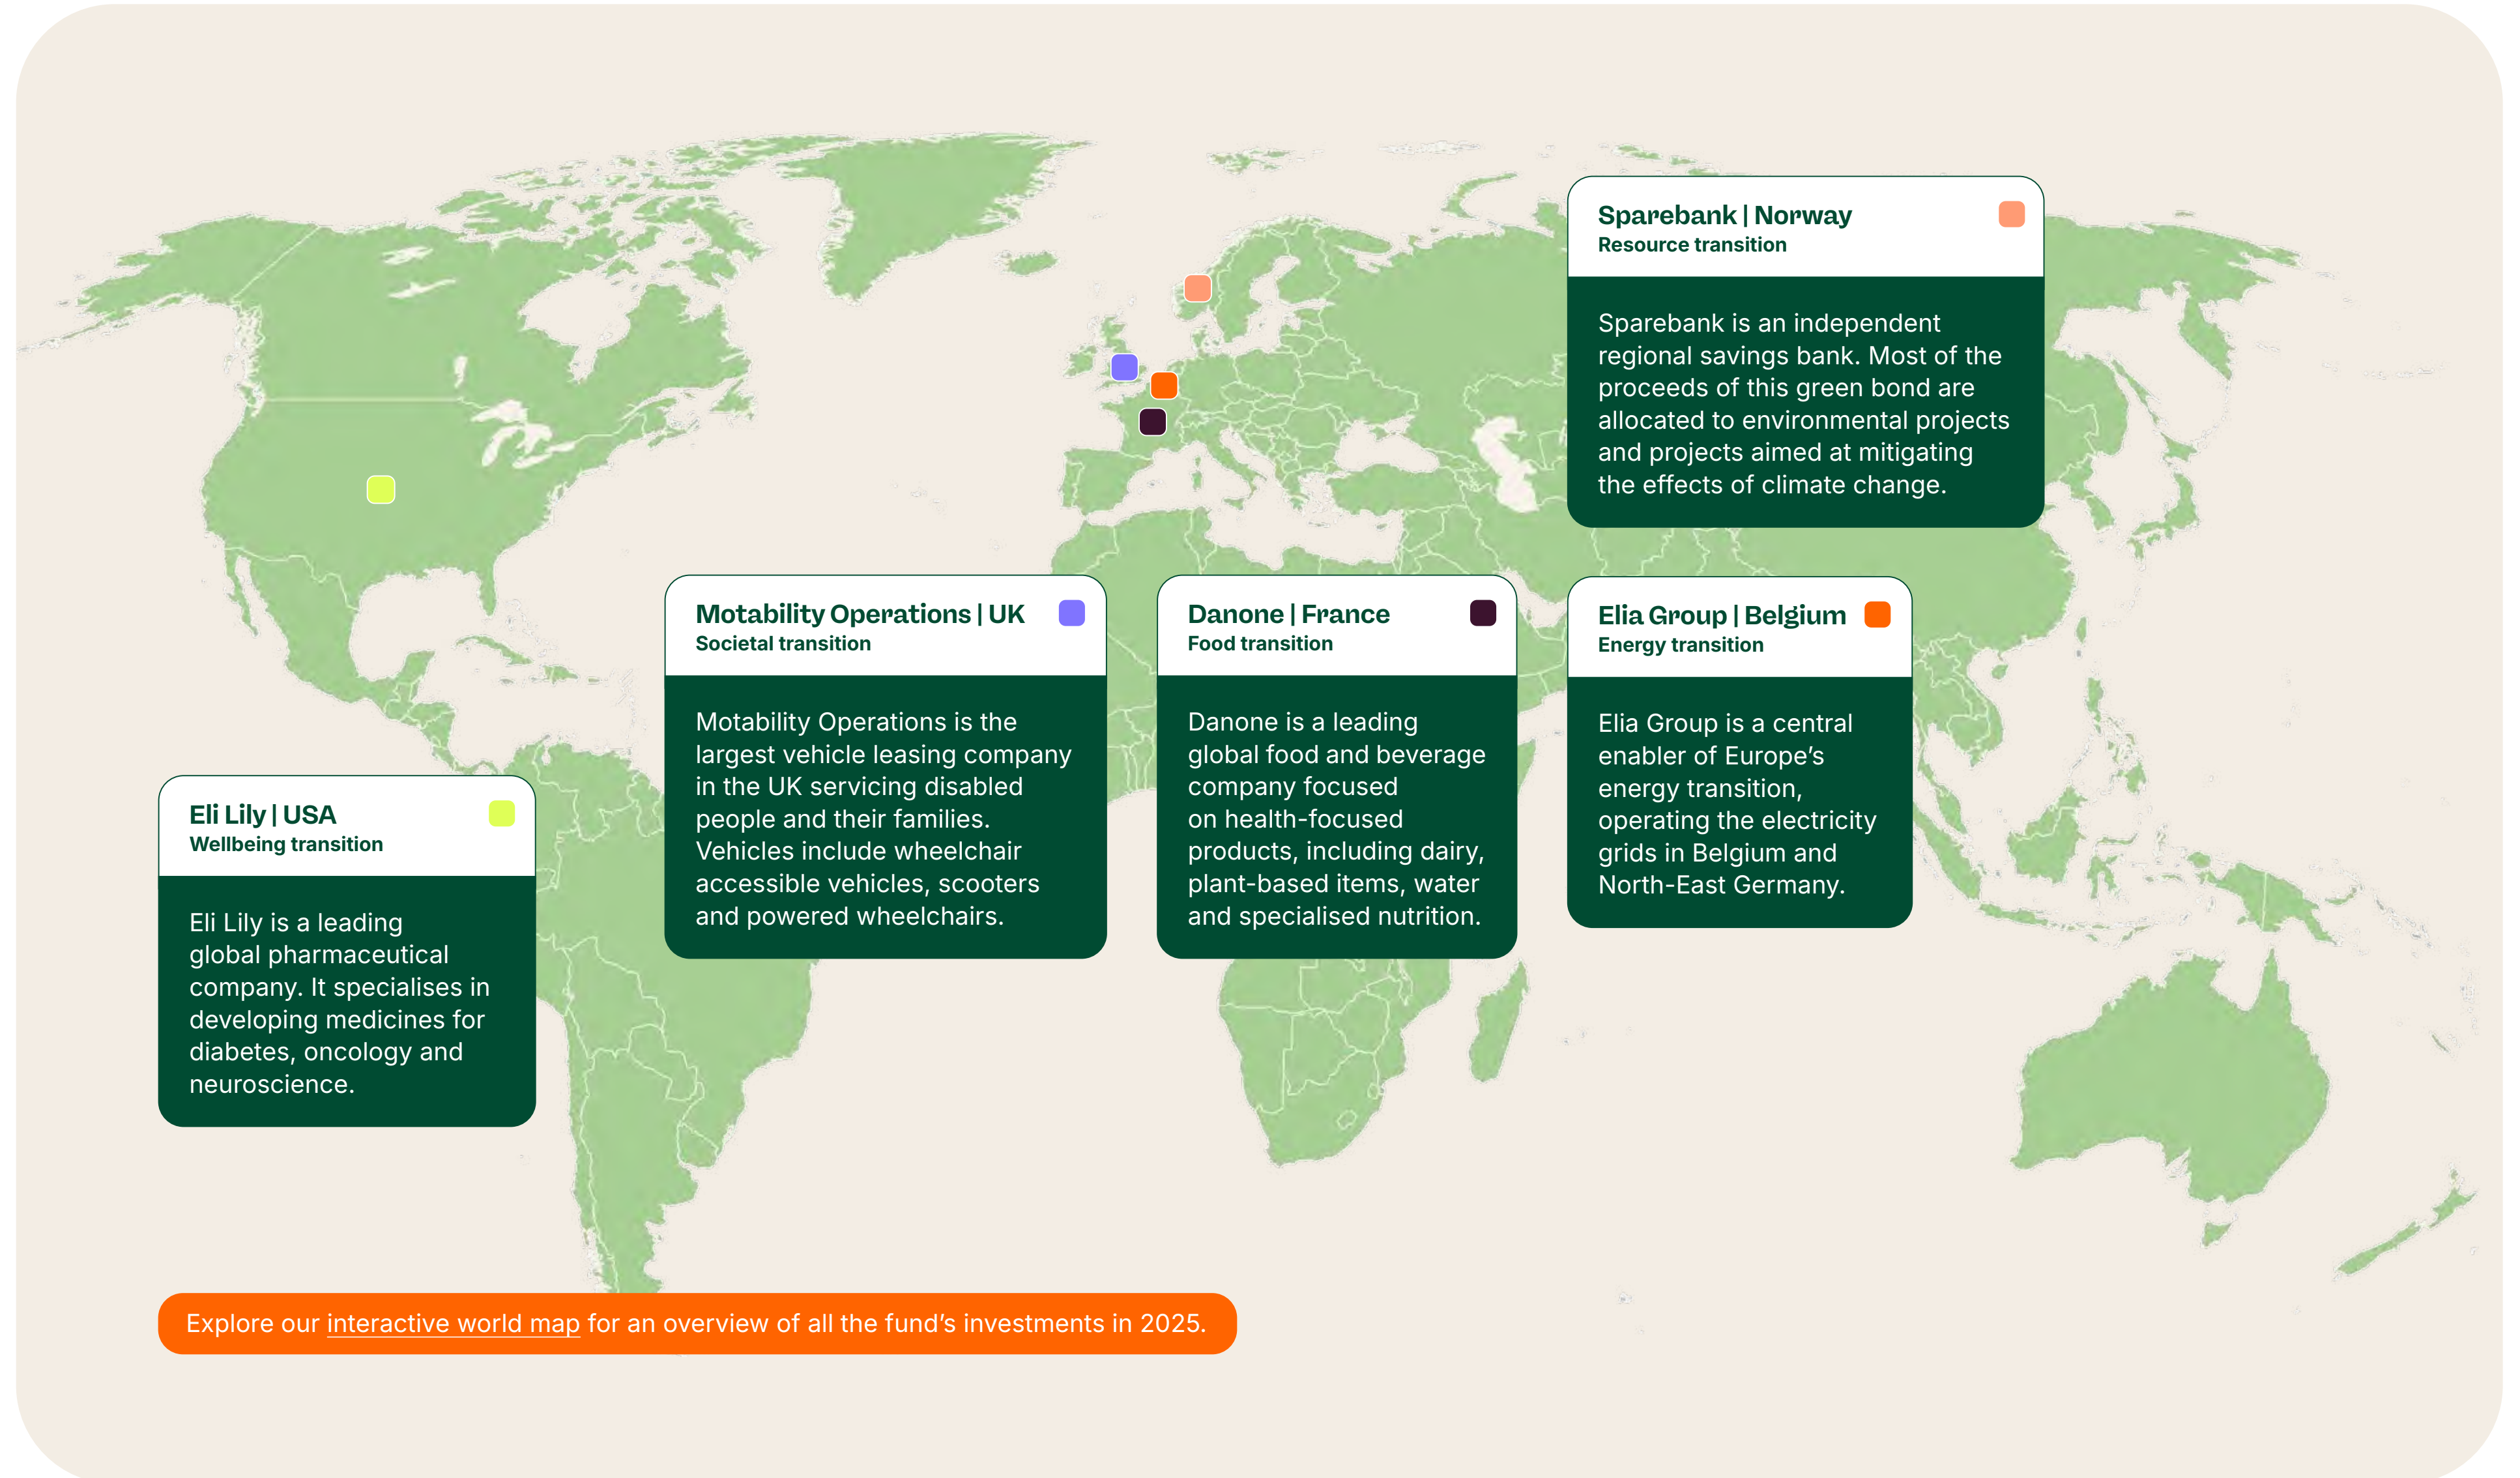 Sparebank | Norway
Resource transition
Sparebank is an independent
regional savings bank. Most of the
proceeds of this green bond are
allocated to environmental projects
and projects aimed at mitigating
the effects of climate change.
Motability Operations | UK
Societal transition
Motability Operations is the
largest vehicle leasing company
in the UK servicing disabled
people and their families.
Vehicles include wheelchair
accessible vehicles, scooters
and powered wheelchairs.
Danone | France
Food transition
Danone is a leading
global food and beverage
company focused
on health-focused
products, including dairy,
plant-based items, water
and specialised nutrition.
Elia Group | Belgium
Energy transition
Elia Group is a central
enabler of Europe’s
energy transition,
operating the electricity
grids in Belgium and
North-East Germany.
Eli Lily | USA
Wellbeing transition
Eli Lily is a leading
global pharmaceutical
company. It specialises in
developing medicines for
diabetes, oncology and
neuroscience.
Explore our interactive world map for an overview of all the fund’s investments in 2025.